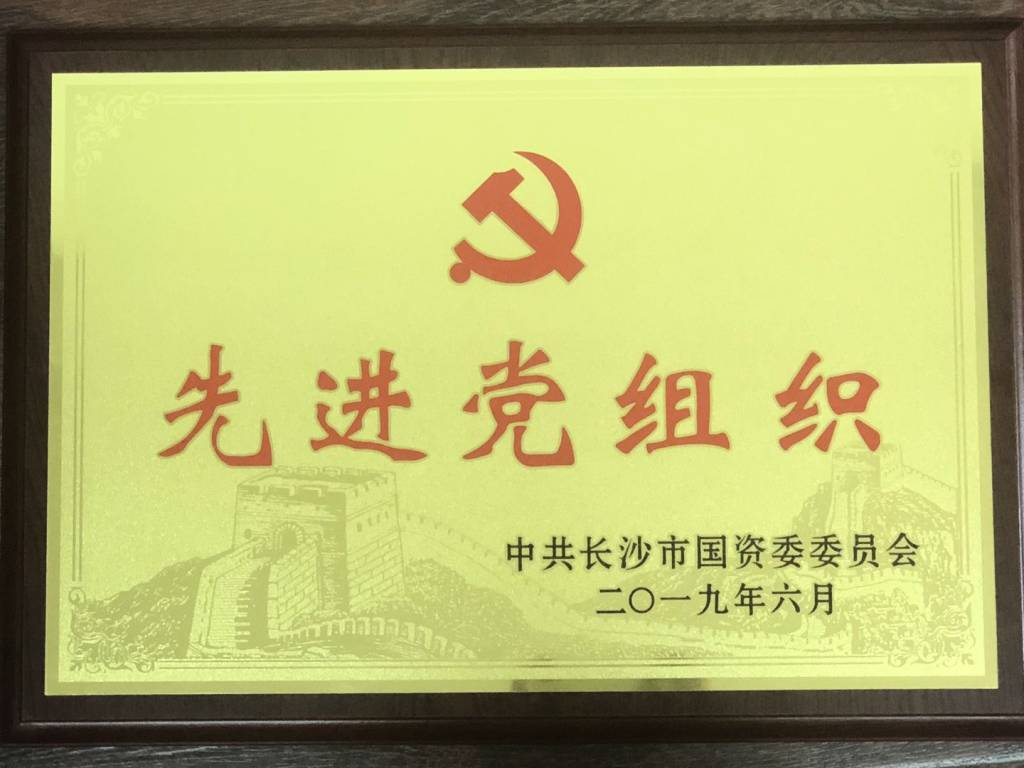 先进党组织
中共长沙市国资委委员会
二〇一九年六月